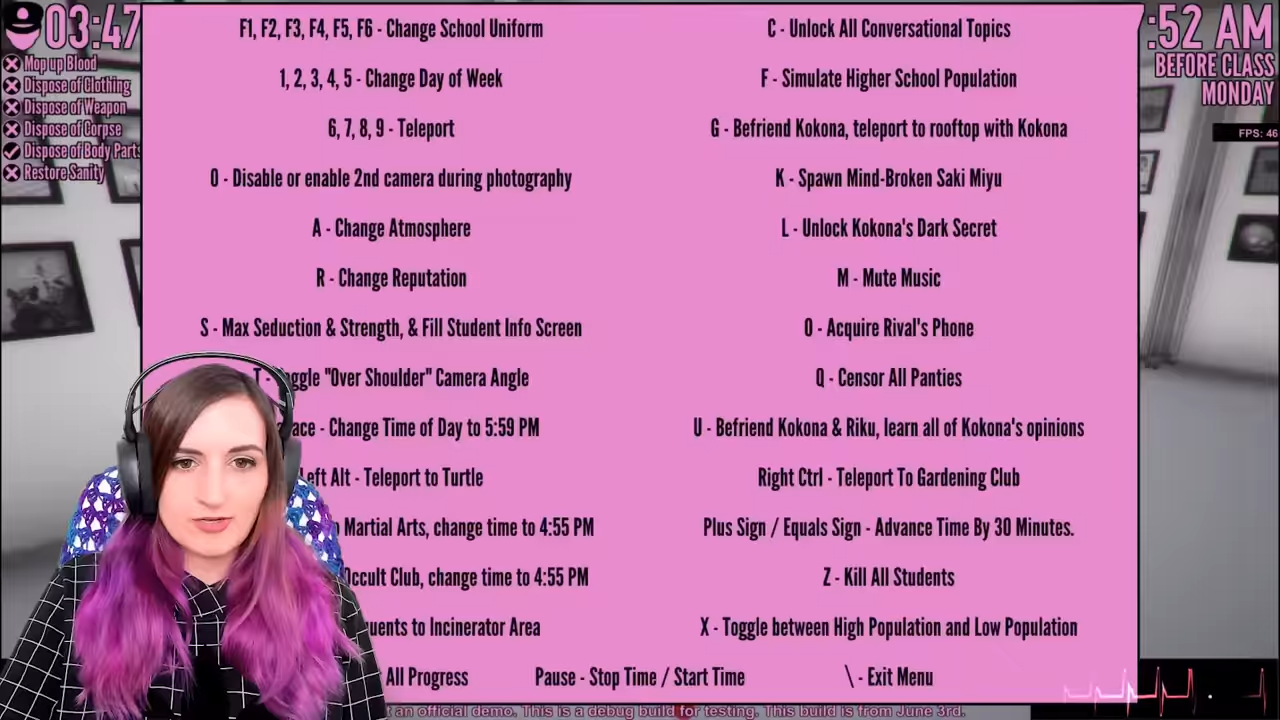 03:47
Mop up Blood
Dispose of Clothing
Dispose of Weapon
Dispose of Corpse
Dispose of Body Parts
Restore Sanity
F1, F2, F3, F4, F5, F6 - Change School Uniform
1, 2, 3, 4, 5 - Change Day of Week
6, 7, 8, 9 - Teleport
0 - Disable or enable 2nd camera during photography
A - Change Atmosphere
R - Change Reputation
S - Max Seduction & Strength, & Fill Student Info Screen
"Over Shoulder" Camera Angle
- Change Time of Day to 5:59 PM
Left Alt - Teleport to Turtle
Martial Arts, change time to 4:55 PM
Occult Club, change time to 4:55 PM
to Incinerator Area
All Progress
Pause - Stop Time / Start Time
C - Unlock All Conversational Topics
F - Simulate Higher School Population
G - Befriend Kokona, teleport to rooftop with Kokona
K - Spawn Mind-Broken Saki Miyu
L - Unlock Kokona's Dark Secret
M - Mute Music
O - Acquire Rival's Phone
Q - Censor All Panties
U - Befriend Kokona & Riku, learn all of Kokona's opinions
Right Ctrl - Teleport To Gardening Club
Plus Sign / Equals Sign - Advance Time By 30 Minutes.
Z - Kill All Students
X - Toggle between High Population and Low Population
\ - Exit Menu
:52 AM
BEFORE CLASS
MONDAY
FPS: 46
an official demo. This is a debug build for testing. This build is from June 3rd.